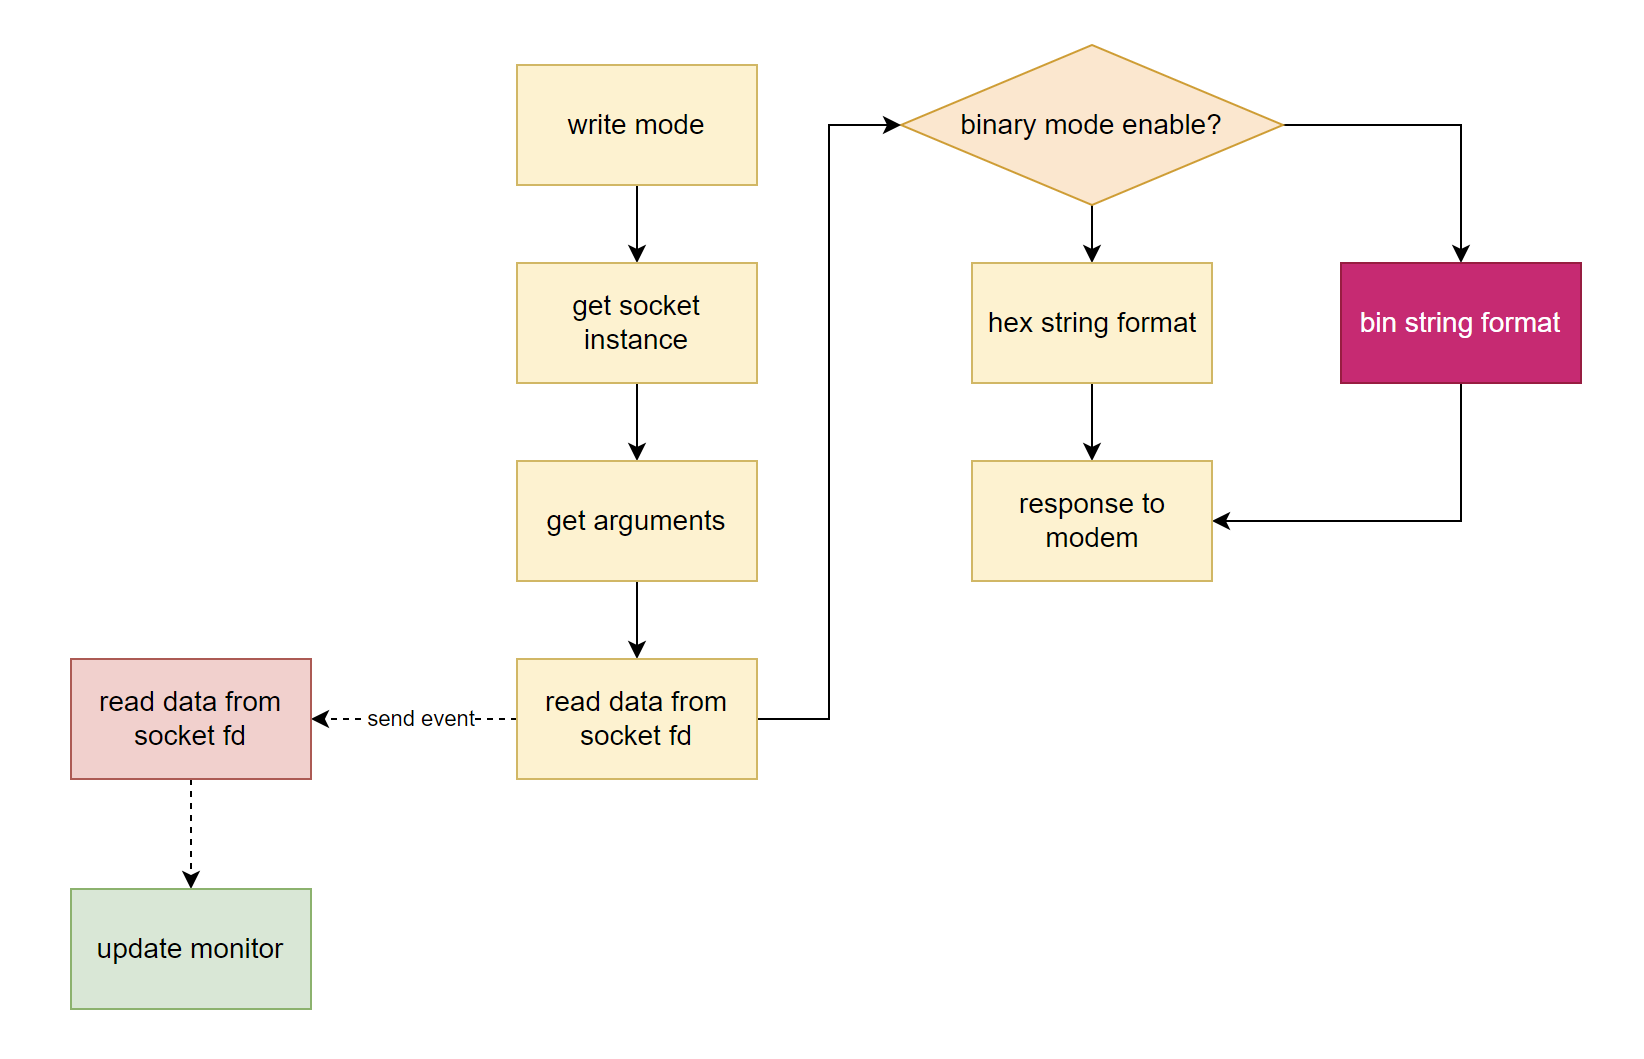 write mode
get socket
instance
get arguments
read data from
socket fd
send event
read data from
socket fd
update monitor
binary mode enable?
hex string format
bin string format
response to
modem